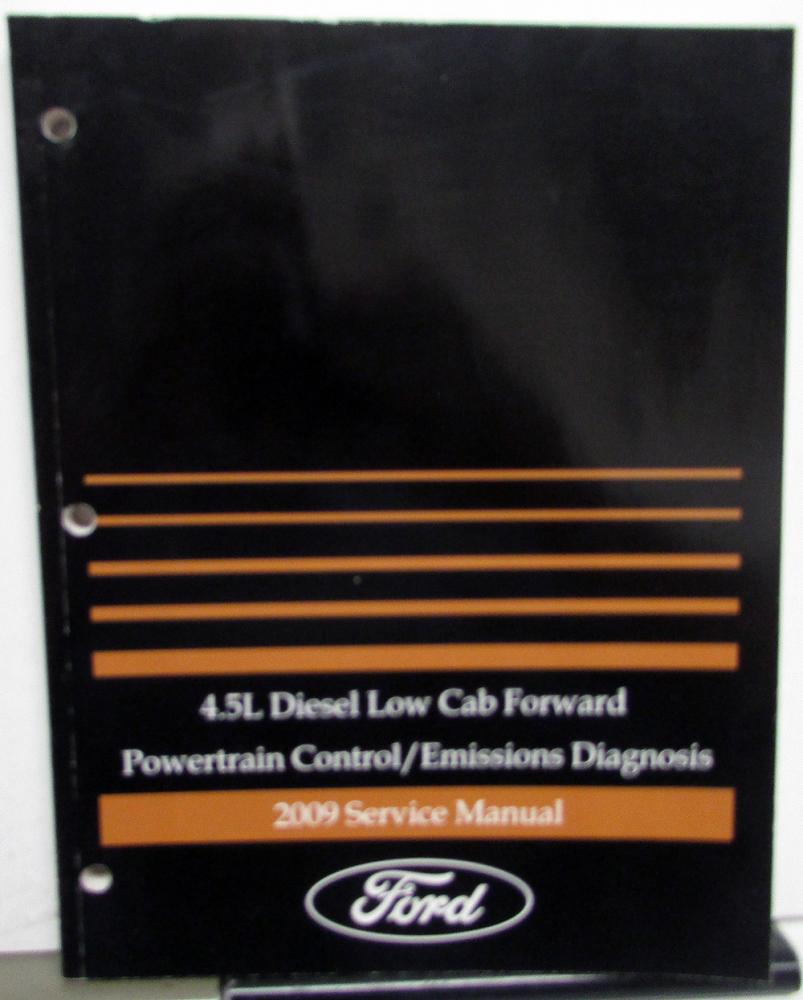 4.5L Diesel Low Cab Forward
Powertrain Control/Emissions Diagnosis
2009 Service Manual
Ford